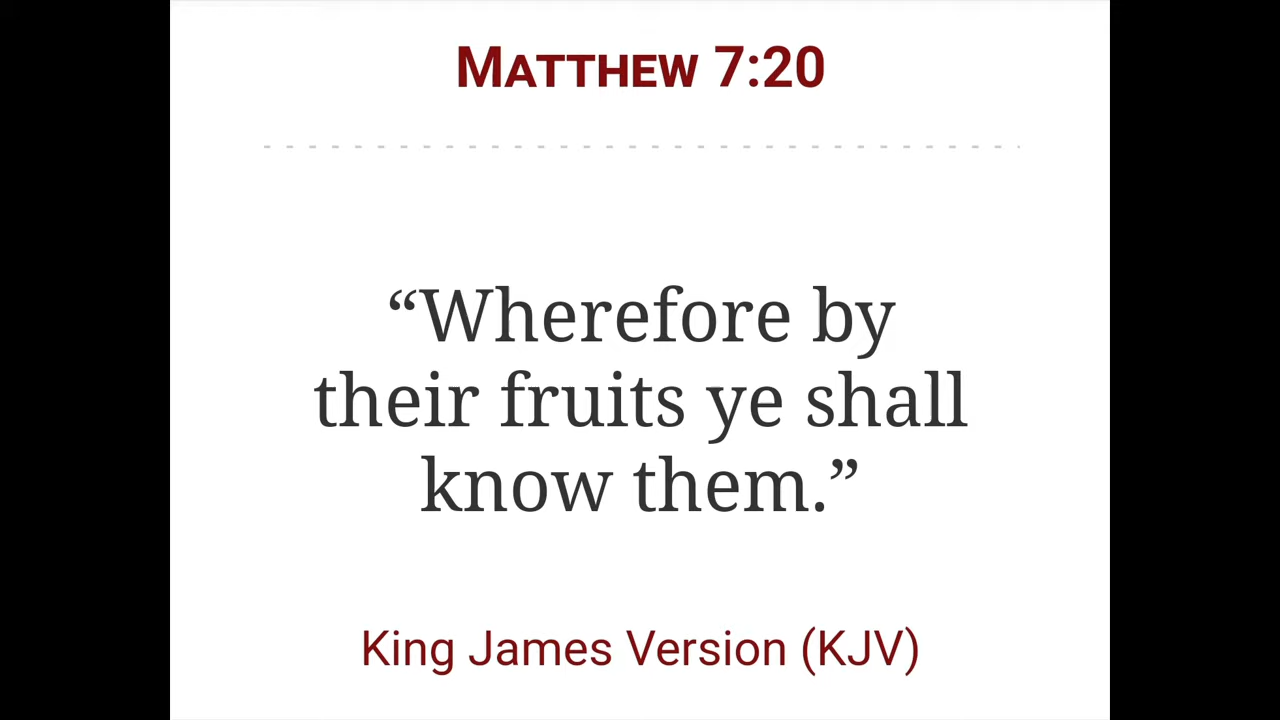 Matthew 7:20
“Wherefore by
their fruits ye shall
know them.”
King James Version (KJV)